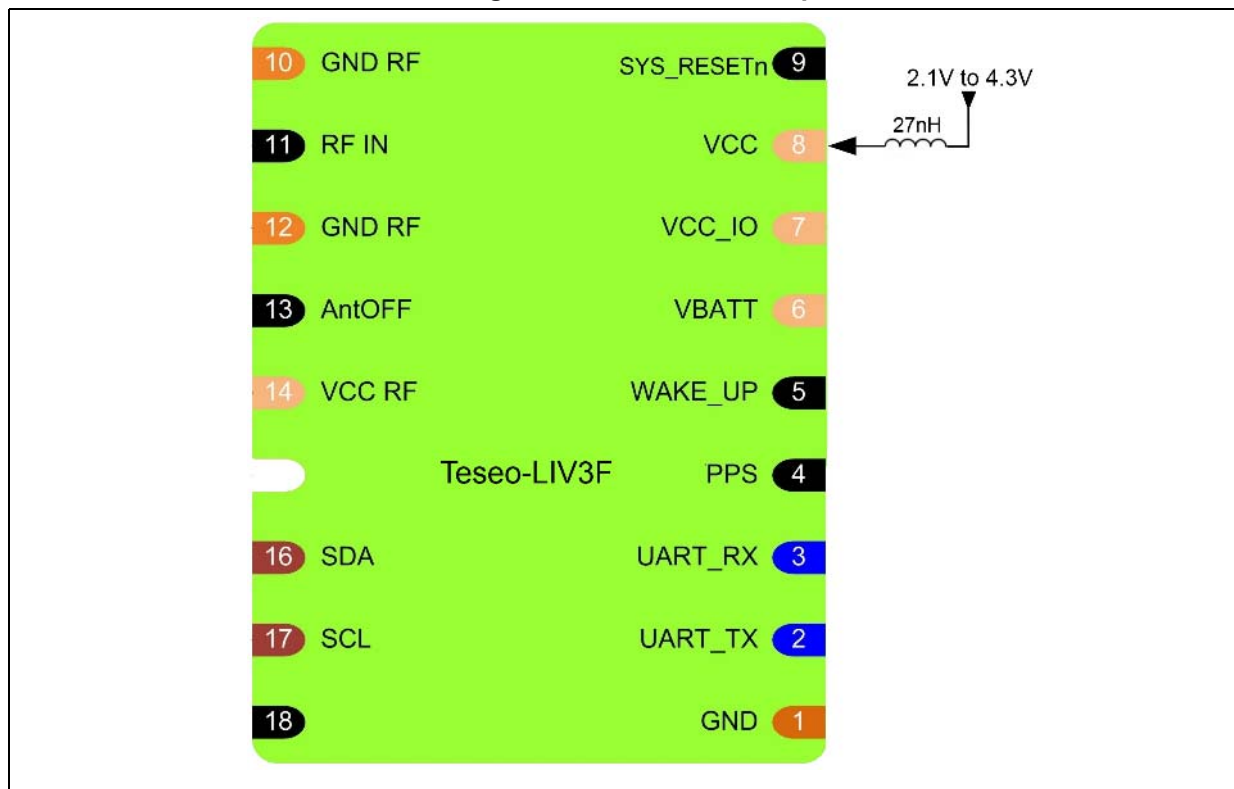 10 GND RF SYS_RESETn 9
2.1V to 4.3V
27nH
11 RF IN VCC 8
12 GND RF VCC_IO 7
13 AntOFF VBATT 6
14 VCC RF WAKE_UP 5
Teseo-LIV3F PPS 4
16 SDA UART_RX 3
17 SCL UART_TX 2
18 GND 1